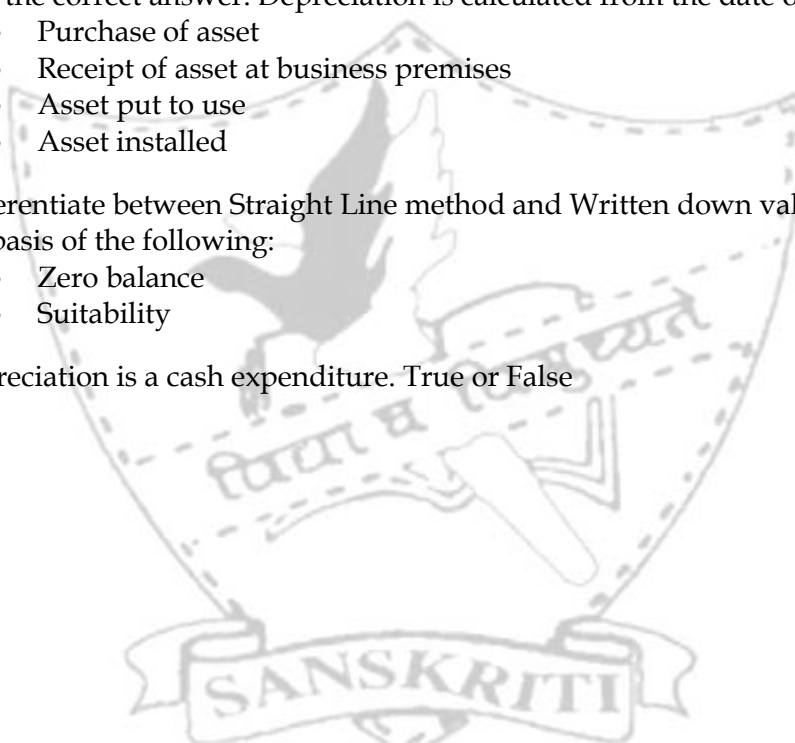 the correct answer: Depreciation is calculated from the date o
Purchase of asset
Receipt of asset at business premises
Asset put to use
Asset installed
erentiate between Straight Line method and Written down val
basis of the following:
Zero balance
Suitability
reciation is a cash expenditure. True or False
SANSKRITI